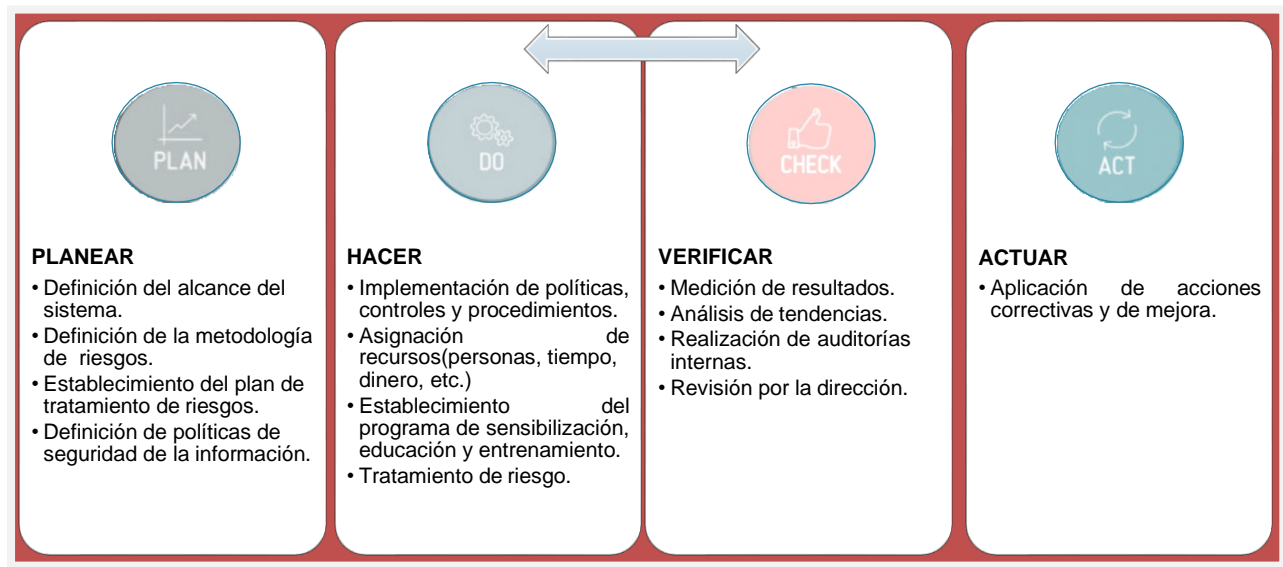 PLAN
PLANEAR
• Definición del alcance del
sistema.
• Definición de la metodología
de riesgos.
• Establecimiento del plan de
tratamiento de riesgos.
• Definición de políticas de
seguridad de la información.
DO
HACER
• Implementación de políticas,
controles y procedimientos.
• Asignación de
recursos(personas, tiempo,
dinero, etc.)
• Establecimiento del
programa de sensibilización,
educación y entrenamiento.
• Tratamiento de riesgo.
CHECK
VERIFICAR
• Medición de resultados.
• Análisis de tendencias.
• Realización de auditorías
internas.
• Revisión por la dirección.
ACT
ACTUAR
• Aplicación de acciones
correctivas y de mejora.